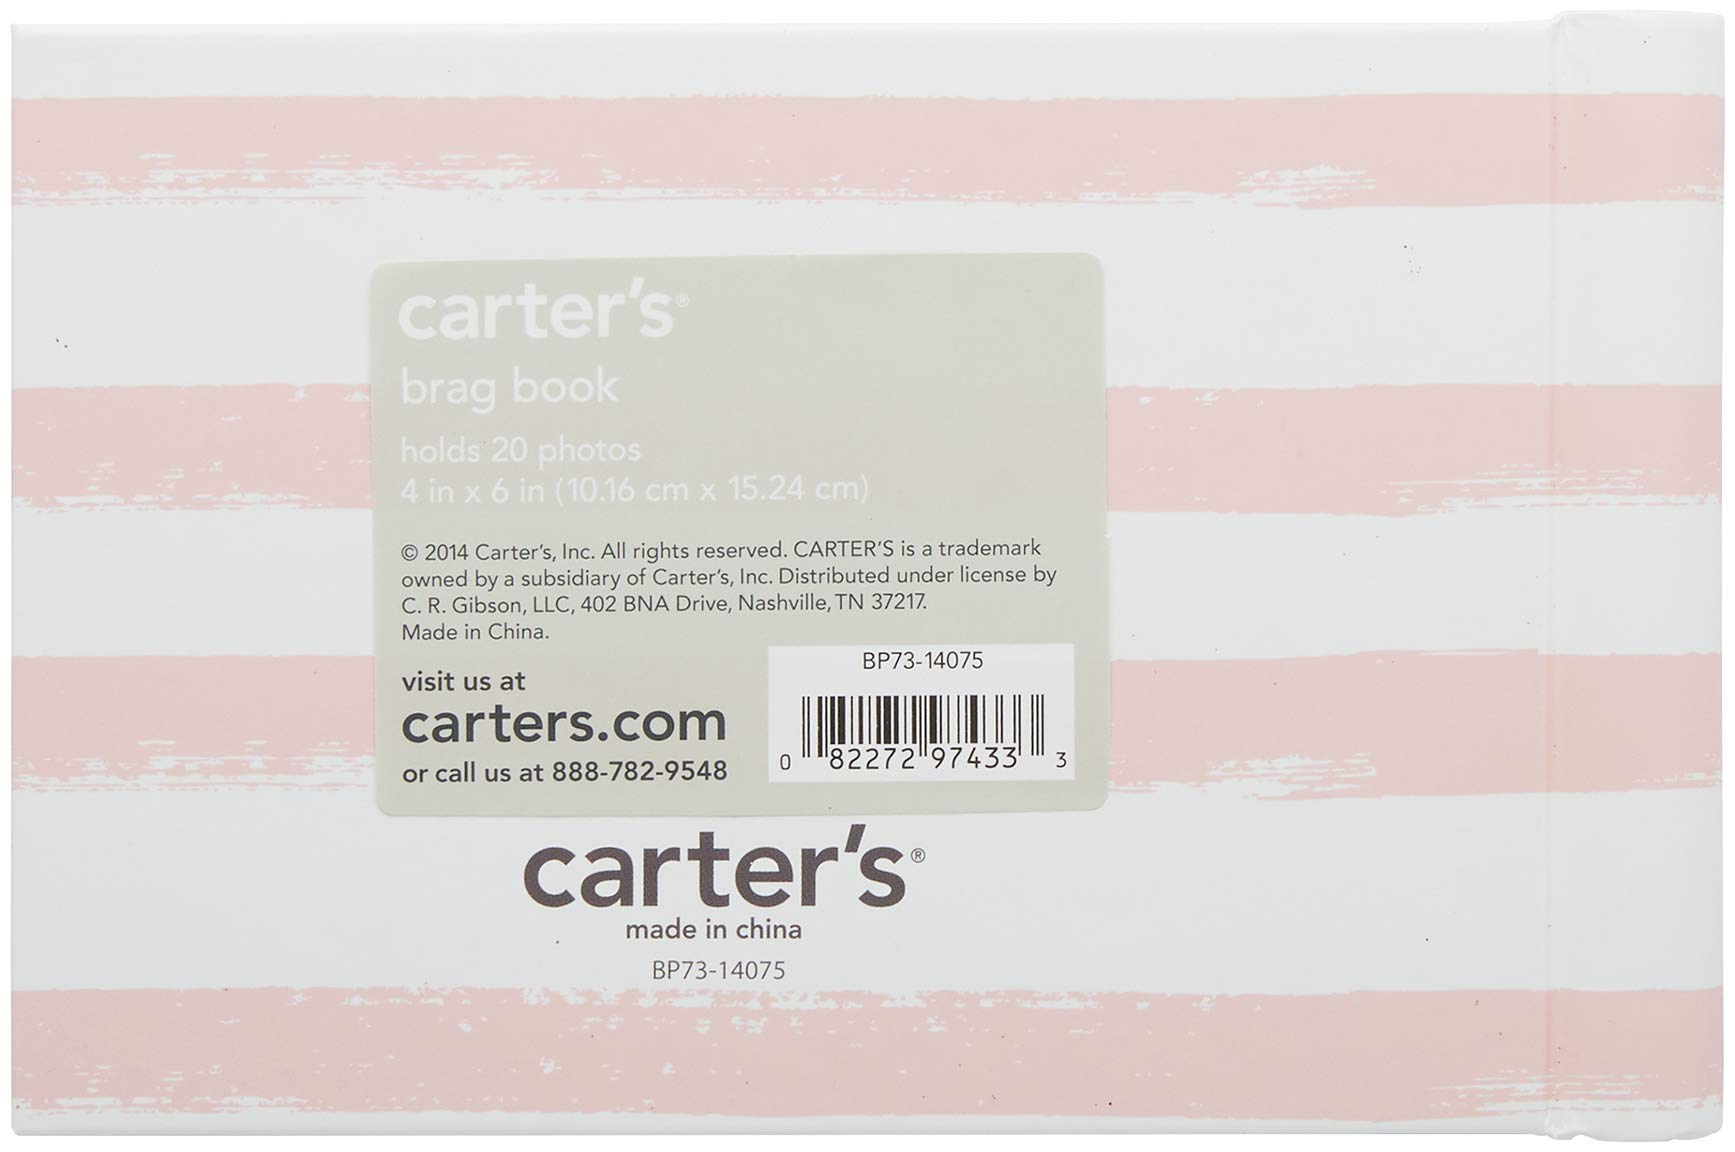 carter's®
brag book
holds 20 photos
4 in x 6 in (10.16 cm x 15.24 cm)
© 2014 Carter's, Inc. All rights reserved. CARTER'S is a trademark
owned by a subsidiary of Carter's, Inc. Distributed under license by
C. R. Gibson, LLC, 402 BNA Drive, Nashville, TN 37217.
Made in China.
visit us at
carters.com
or call us at 888-782-9548
BP73-14075
0 82272 97433 3
carter's®
made in china
BP73-14075